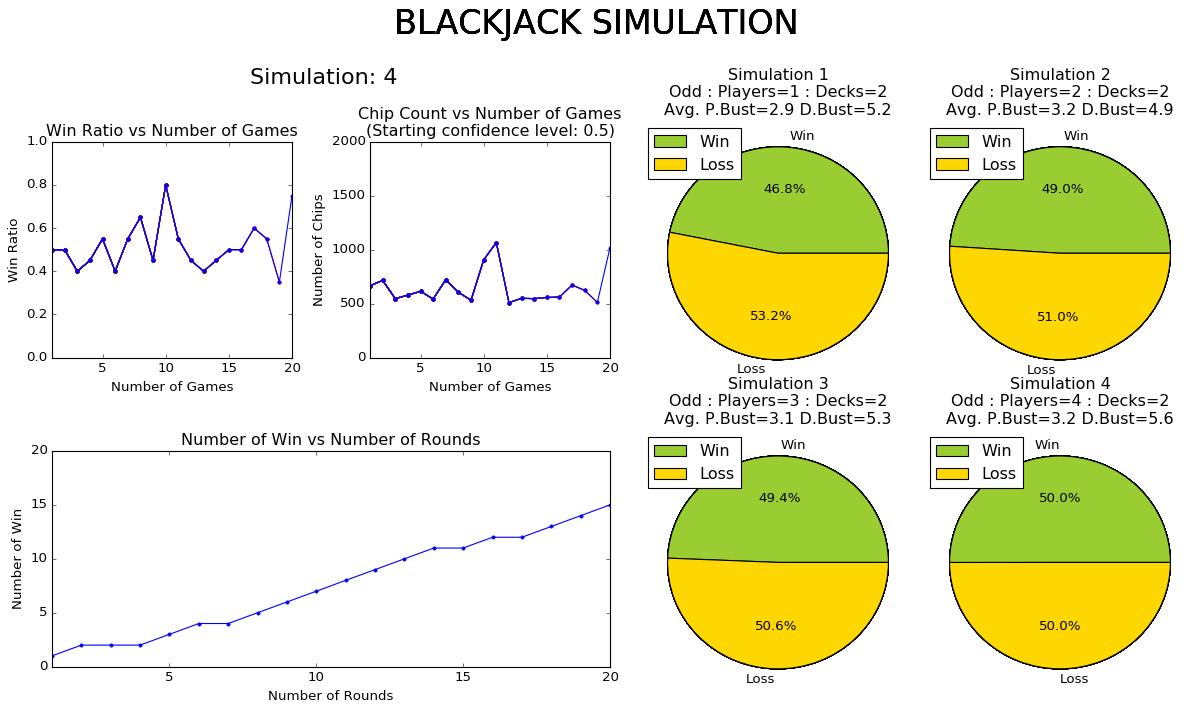 BLACKJACK SIMULATION
Simulation: 4
Win Ratio vs Number of Games
1.0
0.8
0.6
0.4
0.2
0.0
Win Ratio
5
10
15
20
Number of Games
Chip Count vs Number of Games
(Starting confidence level: 0.5)
2000
1500
1000
500
0
Number of Chips
5
10
15
20
Number of Games
Number of Win vs Number of Rounds
20
15
10
5
0
Number of Win
5
10
15
20
Number of Rounds
Simulation 1
Odd : Players=1 : Decks=2
Avg. P.Bust=2.9 D.Bust=5.2
Win
Loss
Win
46.8%
53.2%
Loss
Simulation 2
Odd : Players=2 : Decks=2
Avg. P.Bust=3.2 D.Bust=4.9
Win
Loss
Win
49.0%
51.0%
Loss
Simulation 3
Odd : Players=3 : Decks=2
Avg. P.Bust=3.1 D.Bust=5.3
Win
Loss
Win
49.4%
50.6%
Loss
Simulation 4
Odd : Players=4 : Decks=2
Avg. P.Bust=3.2 D.Bust=5.6
Win
Loss
Win
50.0%
50.0%
Loss